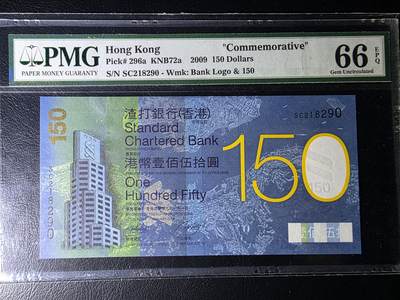 PMG
PAPER MONEY GUARANTY
Hong Kong "Commemorative"
Pick# 296a KNB72a 2009 150 Dollars
S/N SC218290 - Wmk: Bank Logo & 150
66 EPQ
Gem Uncirculated
150
渣打銀行(香港)
Standard
Chartered Bank
港幣壹佰伍拾圓
One
Hundred Fifty
SC218290
150
150
SC218290